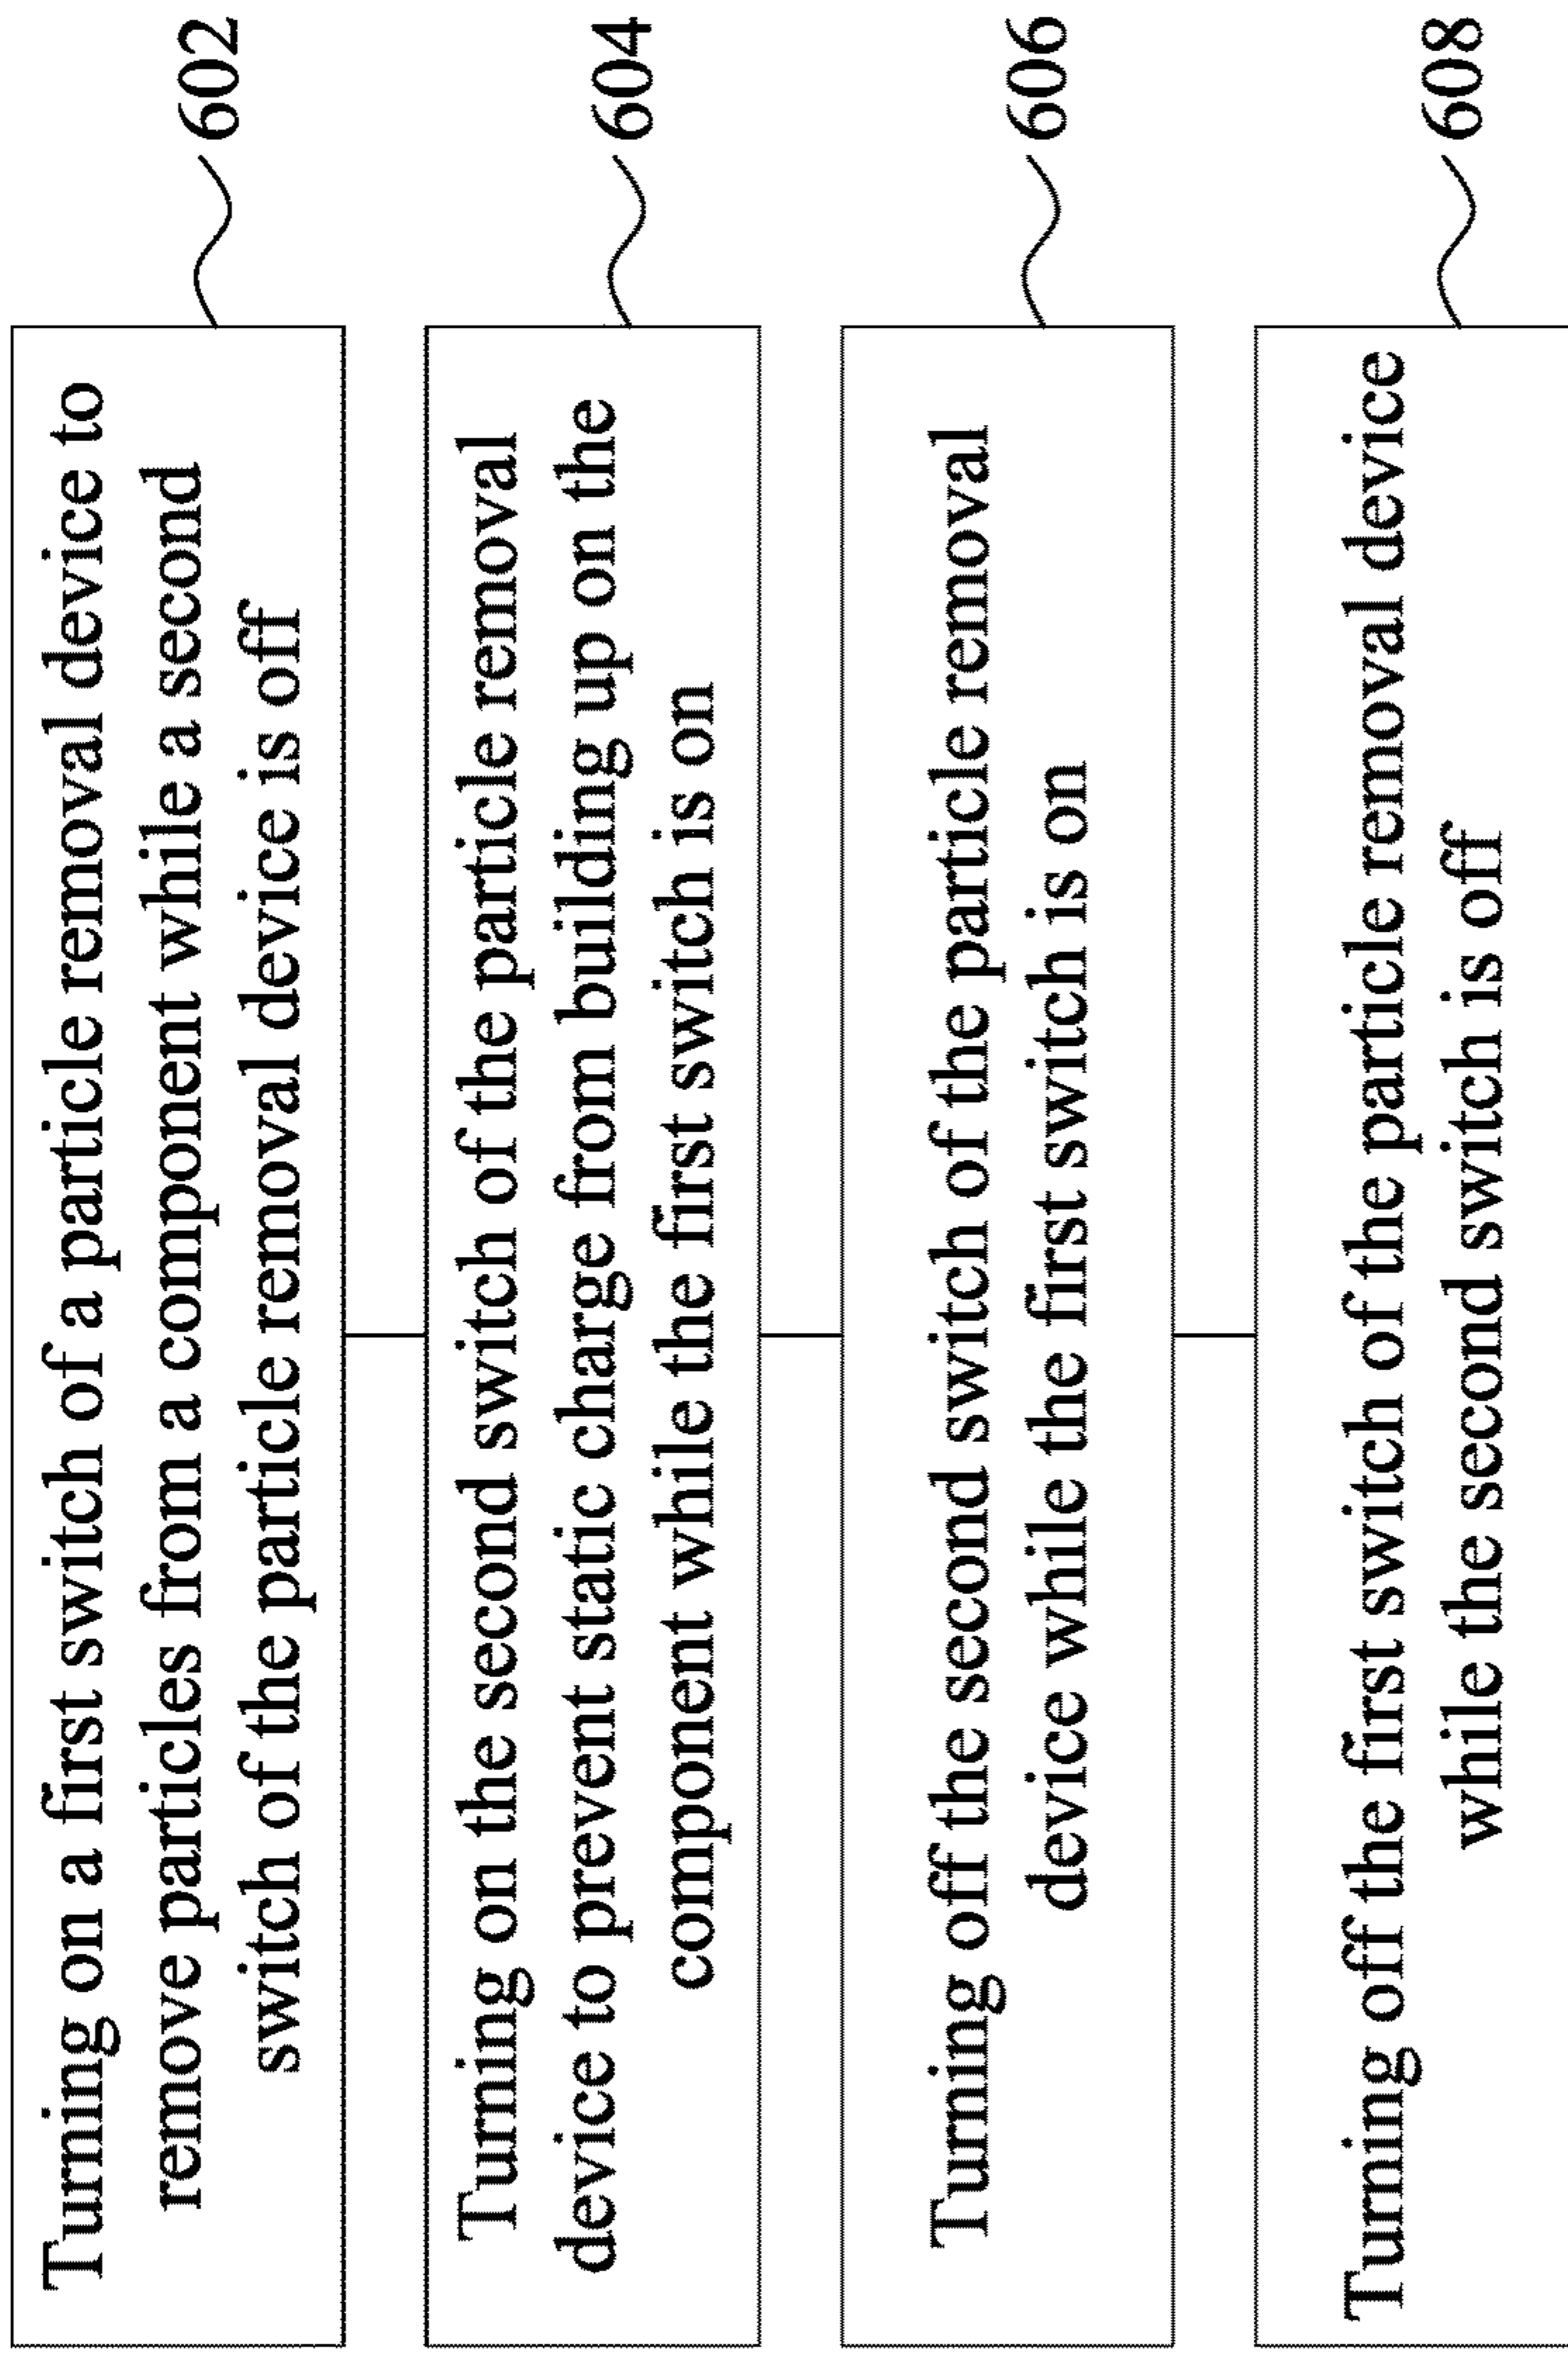 Turning on a first switch of a particle removal device to
remove particles from a component while a second
switch of the particle removal device is off
602
Turning on the second switch of the particle removal
device to prevent static charge from building up on the
component while the first switch is on
604
Turning off the second switch of the particle removal
device while the first switch is on
606
Turning off the first switch of the particle removal device
while the second switch is off
608